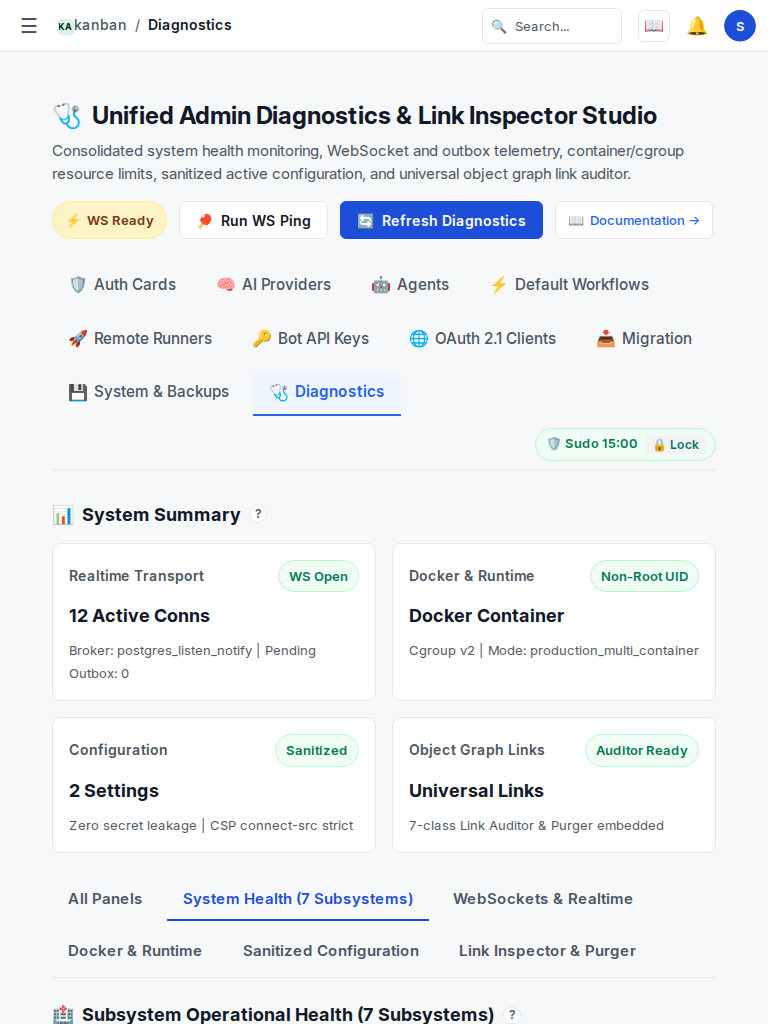 ☰ KA kanban / Diagnostics 🔍 Search... 📖 🔔 S
🩺 Unified Admin Diagnostics & Link Inspector Studio
Consolidated system health monitoring, WebSocket and outbox telemetry, container/cgroup
resource limits, sanitized active configuration, and universal object graph link auditor.
⚡ WS Ready 🏓 Run WS Ping 🔄 Refresh Diagnostics 📖 Documentation →
🛡️ Auth Cards 🧠 AI Providers 🤖 Agents ⚡ Default Workflows
🚀 Remote Runners 🔑 Bot API Keys 🌐 OAuth 2.1 Clients 📥 Migration
💾 System & Backups 🩺 Diagnostics
🛡️ Sudo 15:00 🔒 Lock
📊 System Summary ?
Realtime Transport WS Open
12 Active Conns
Broker: postgres_listen_notify | Pending
Outbox: 0
Docker & Runtime Non-Root UID
Docker Container
Cgroup v2 | Mode: production_multi_container
Configuration Sanitized
2 Settings
Zero secret leakage | CSP connect-src strict
Object Graph Links Auditor Ready
Universal Links
7-class Link Auditor & Purger embedded
All Panels System Health (7 Subsystems) WebSockets & Realtime
Docker & Runtime Sanitized Configuration Link Inspector & Purger
🏥 Subsystem Operational Health (7 Subsystems) ?